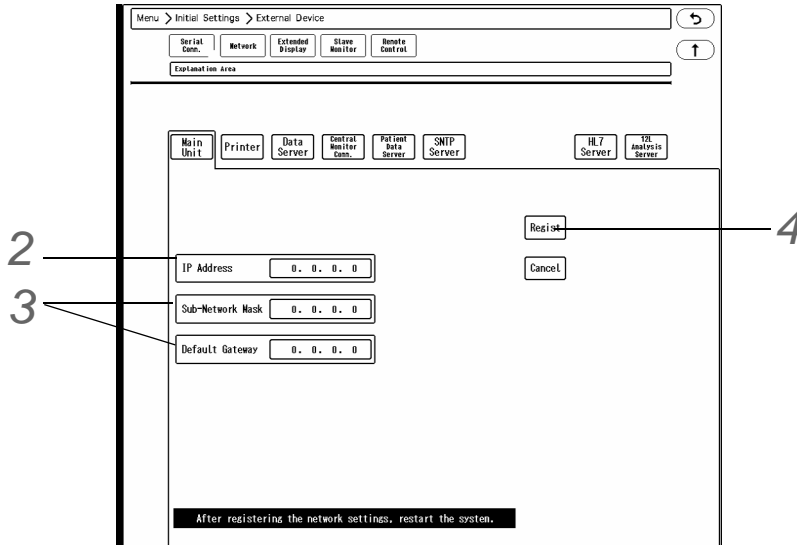 Menu > Initial Settings > External Device
Serial Conn. Network Extended Display Slave Monitor Remote Control
Explanation Area
Main Unit Printer Data Server Central Monitor Conn. Patient Data Server SNTP Server HL7 Server 12L Analysis Server
Regist 4
2 IP Address 0. 0. 0. 0 Cancel
3 Sub-Network Mask 0. 0. 0. 0
Default Gateway 0. 0. 0. 0
After registering the network settings, restart the system.